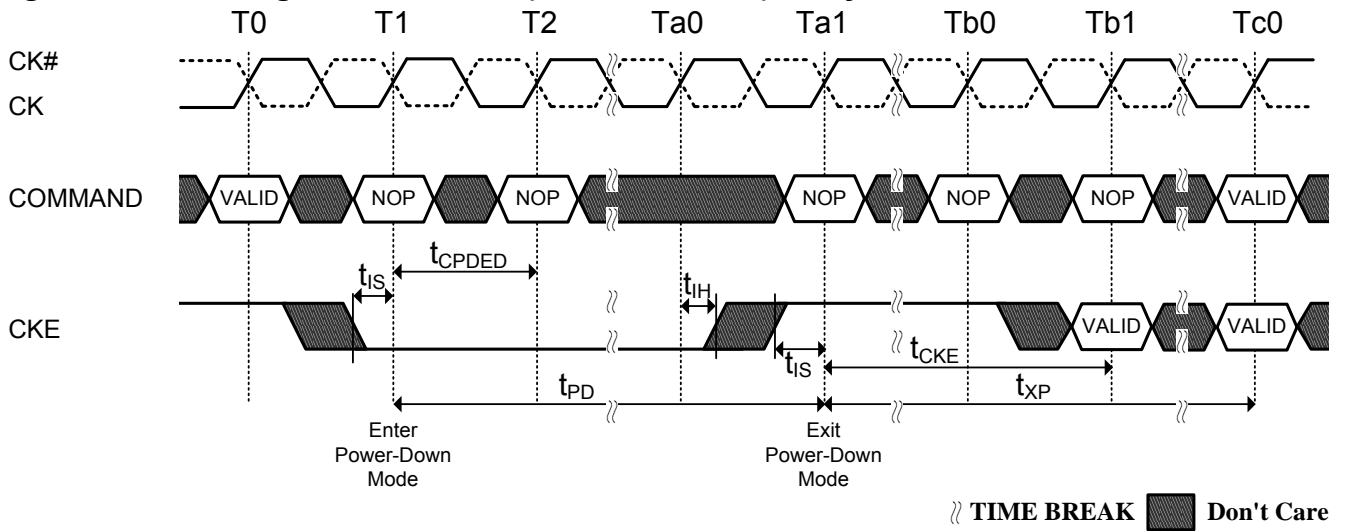 T0 T1 T2 Ta0 Ta1 Tb0 Tb1 Tc0
CK#
CK
COMMAND VALID NOP NOP NOP NOP NOP VALID
tCPDED
tIS tIH
CKE VALID VALID
tIS tCKE
tPD tXP
Enter Power-Down Mode
Exit Power-Down Mode
TIME BREAK Don't Care